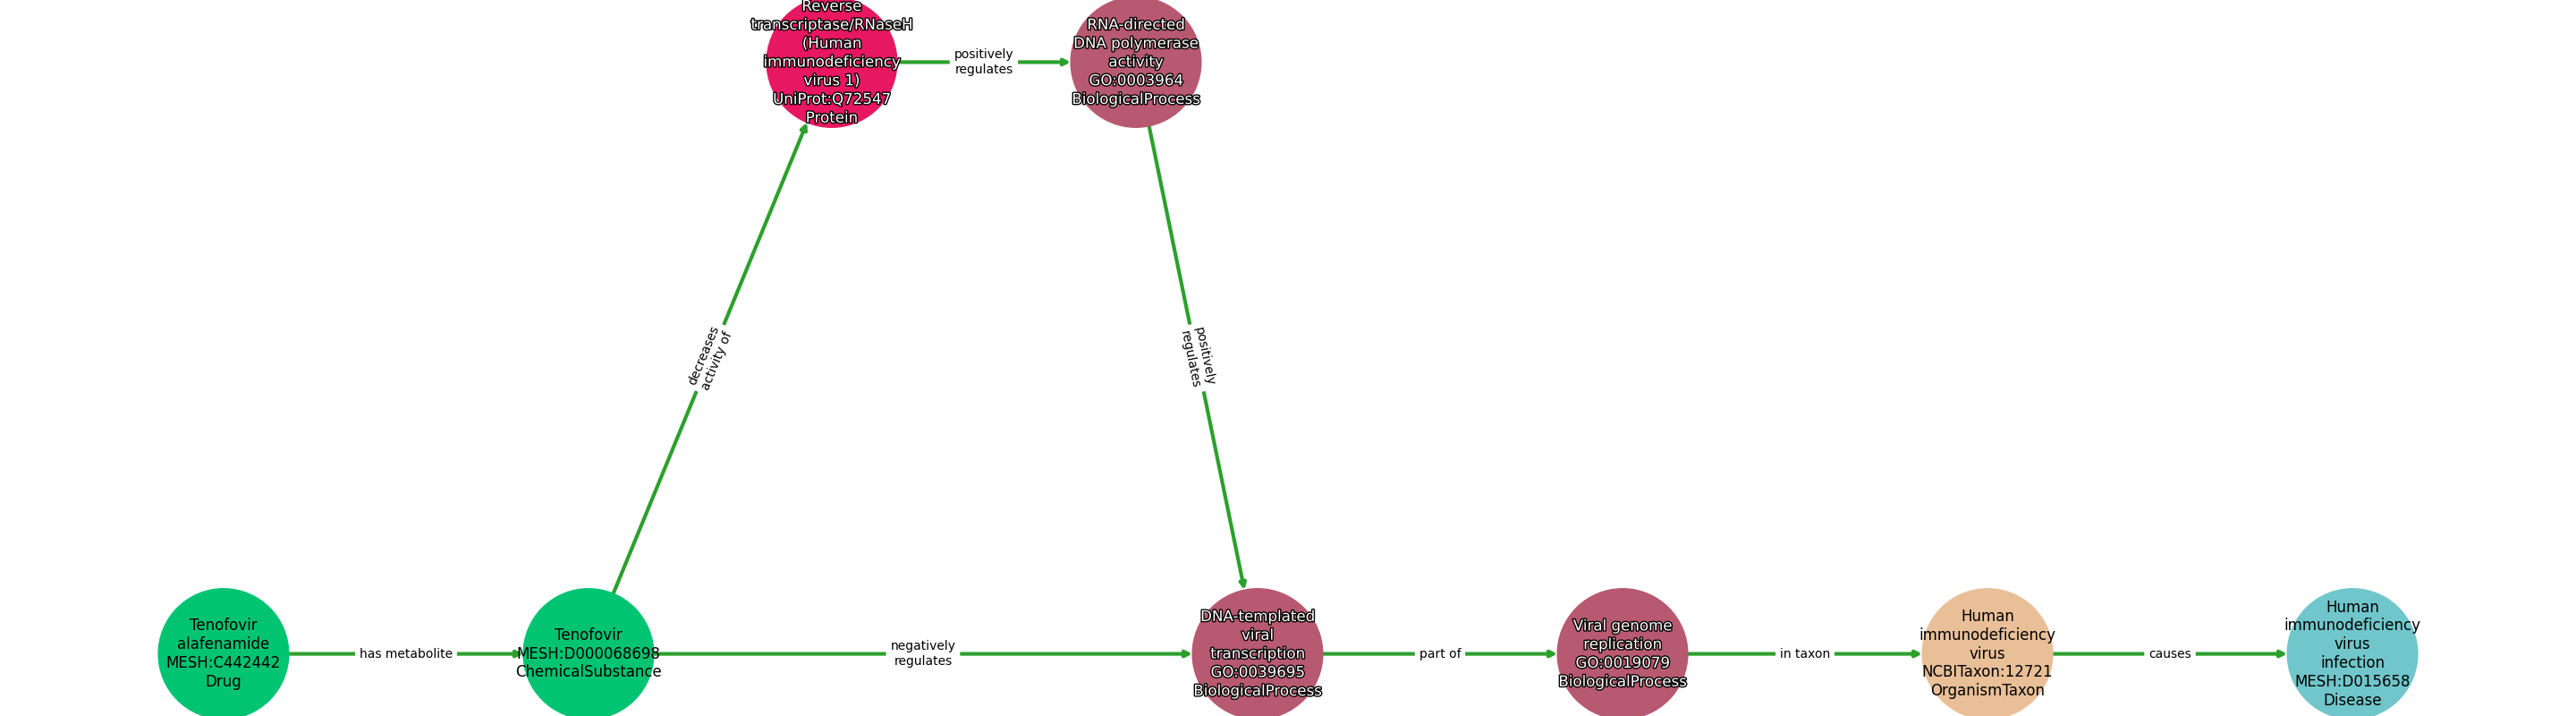 Reverse
transcriptase/RNaseH
(Human
immunodeficiency
virus 1)
UniProt:Q72547
Protein
positively
regulates
RNA-directed
DNA polymerase
activity
GO:0003964
BiologicalProcess
decreases
activity of
positively
regulates
Tenofovir
alafenamide
MESH:C442442
Drug
has metabolite
Tenofovir
MESH:D000068698
ChemicalSubstance
negatively
regulates
DNA-templated
viral
transcription
GO:0039695
BiologicalProcess
part of
Viral genome
replication
GO:0019079
BiologicalProcess
in taxon
Human
immunodeficiency
virus
NCBITaxon:12721
OrganismTaxon
causes
Human
immunodeficiency
virus
infection
MESH:D015658
Disease